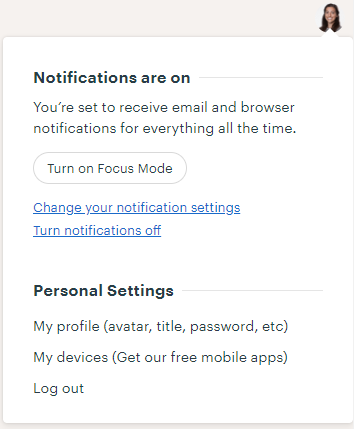 Notifications are on
You’re set to receive email and browser
notifications for everything all the time.
Turn on Focus Mode
Change your notification settings
Turn notifications off
Personal Settings
My profile (avatar, title, password, etc)
My devices (Get our free mobile apps)
Log out